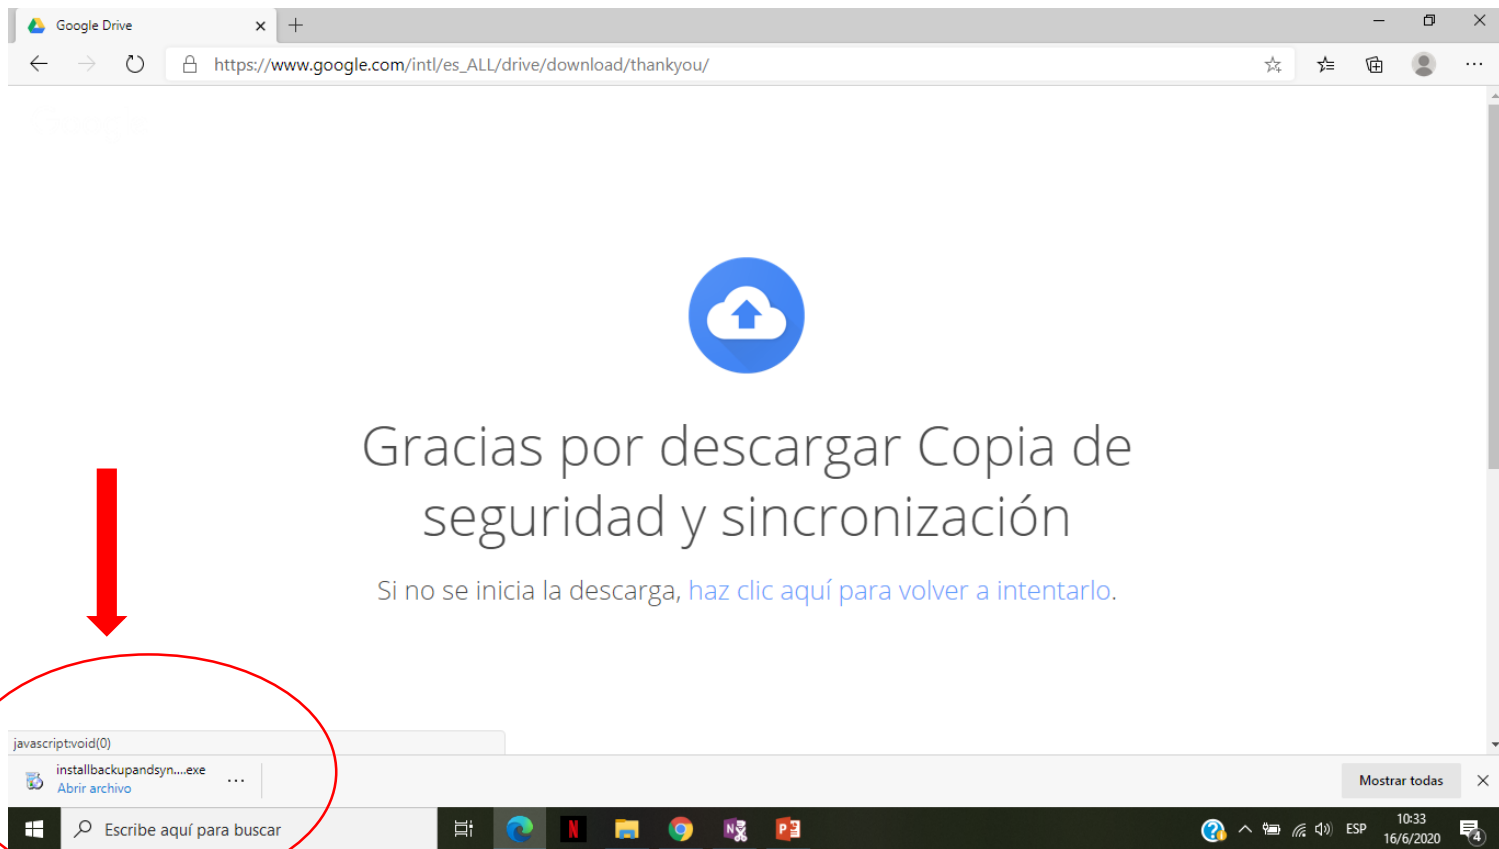 Google Drive
https://www.google.com/intl/es_ALL/drive/download/thankyou/
Gracias por descargar Copia de
seguridad y sincronización
Si no se inicia la descarga, haz clic aquí para volver a intentarlo.
javascript:void(0)
installbackupandsyn....exe
Abrir archivo
Mostrar todas
Escribe aquí para buscar
N
N
P
ESP
10:33
16/6/2020
4